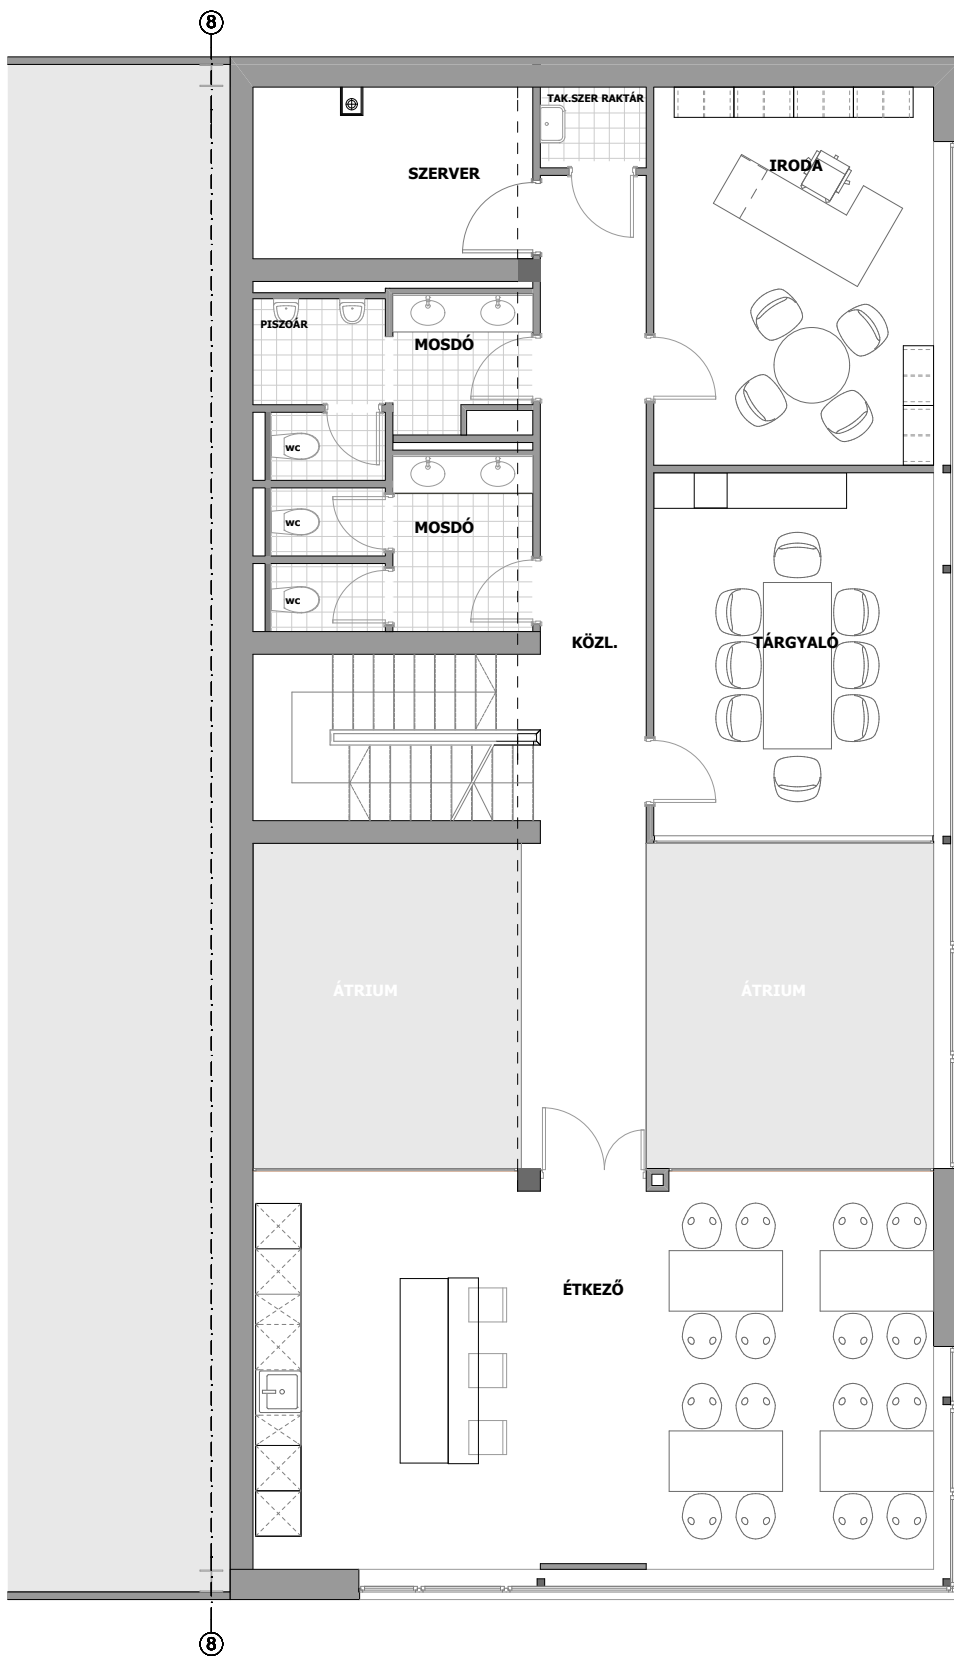 8
TAK.SZER RAKTÁR
SZERVER
IRODA
PISZOÁR
MOSDÓ
WC
WC
MOSDÓ
WC
KÖZL.
TÁRGYALÓ
ÁTRIUM
ÁTRIUM
ÉTKEZŐ
8